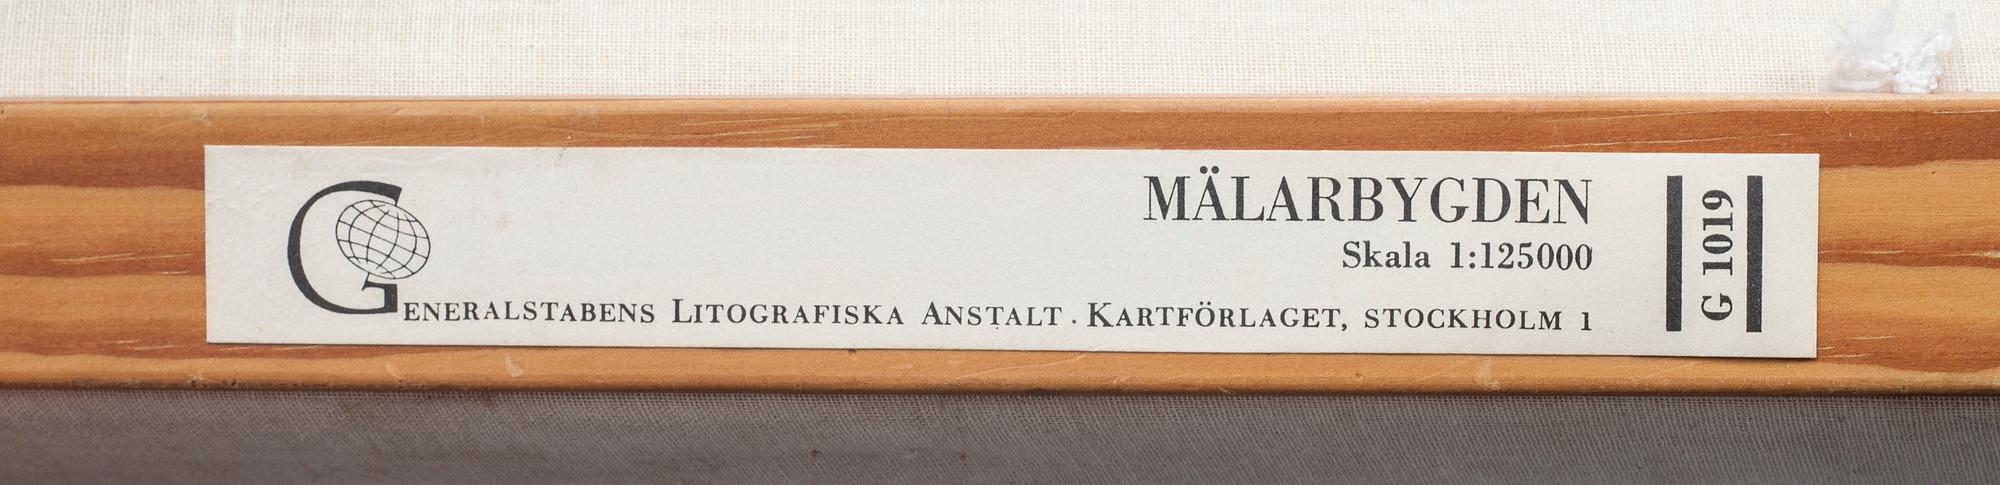 MÄLARBYGDEN
Skala 1:125000
GENERALSTABENS LITOGRAFISKA ANSTALT · KARTFÖRLAGET, STOCKHOLM 1
G 1019